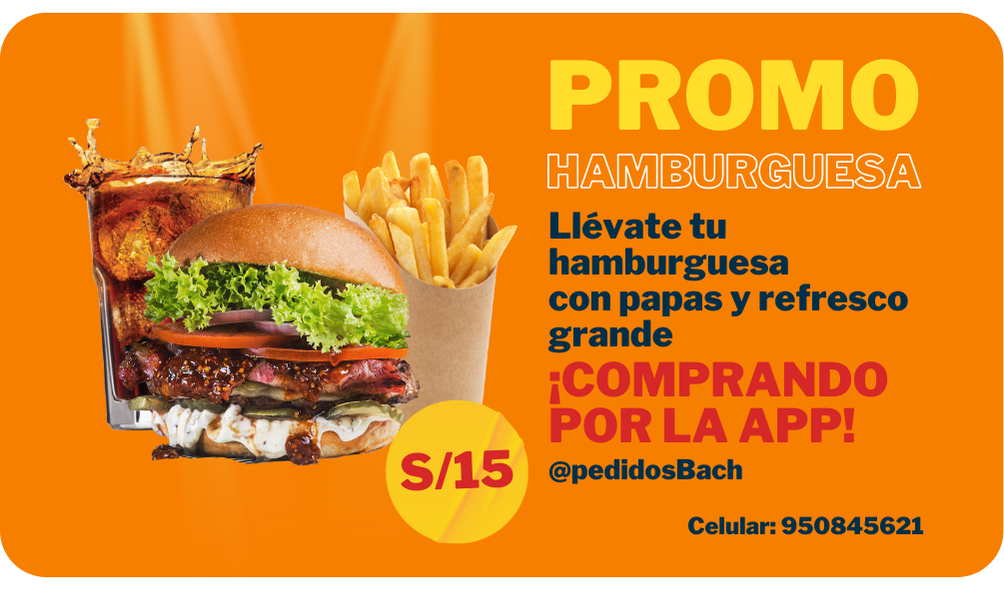 PROMO
HAMBURGUESA
Llévate tu
hamburguesa
con papas y refresco
grande
¡COMPRANDO
POR LA APP!
@pedidosBach
S/15
Celular: 950845621